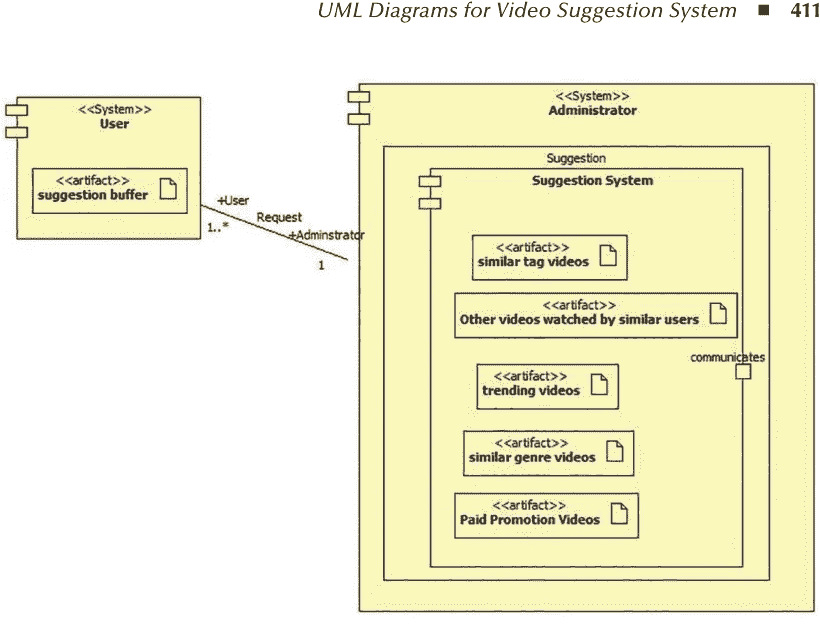 UML Diagrams for Video Suggestion System ■ 411
<<System>>
User
<<artifact>>
suggestion buffer
+User
1..*
Request
+Adminstrator
1
<<System>>
Administrator
Suggestion
Suggestion System
<<artifact>>
similar tag videos
<<artifact>>
Other videos watched by similar users
communicates
<<artifact>>
trending videos
<<artifact>>
similar genre videos
<<artifact>>
Paid Promotion Videos